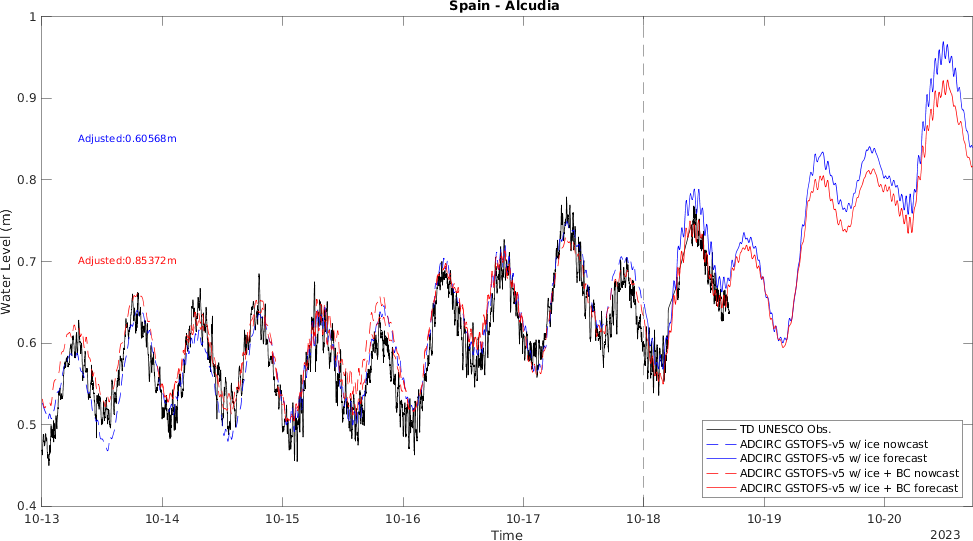 Spain - Alcudia
Water Level (m)
1
0.9
0.8
0.7
0.6
0.5
0.4
Adjusted:0.60568m
Adjusted:0.85372m
TD UNESCO Obs.
ADCIRC GSTOFS-v5 w/ ice nowcast
ADCIRC GSTOFS-v5 w/ ice forecast
ADCIRC GSTOFS-v5 w/ ice + BC nowcast
ADCIRC GSTOFS-v5 w/ ice + BC forecast
10-13 10-14 10-15 10-16 10-17 10-18 10-19 10-20
Time
2023